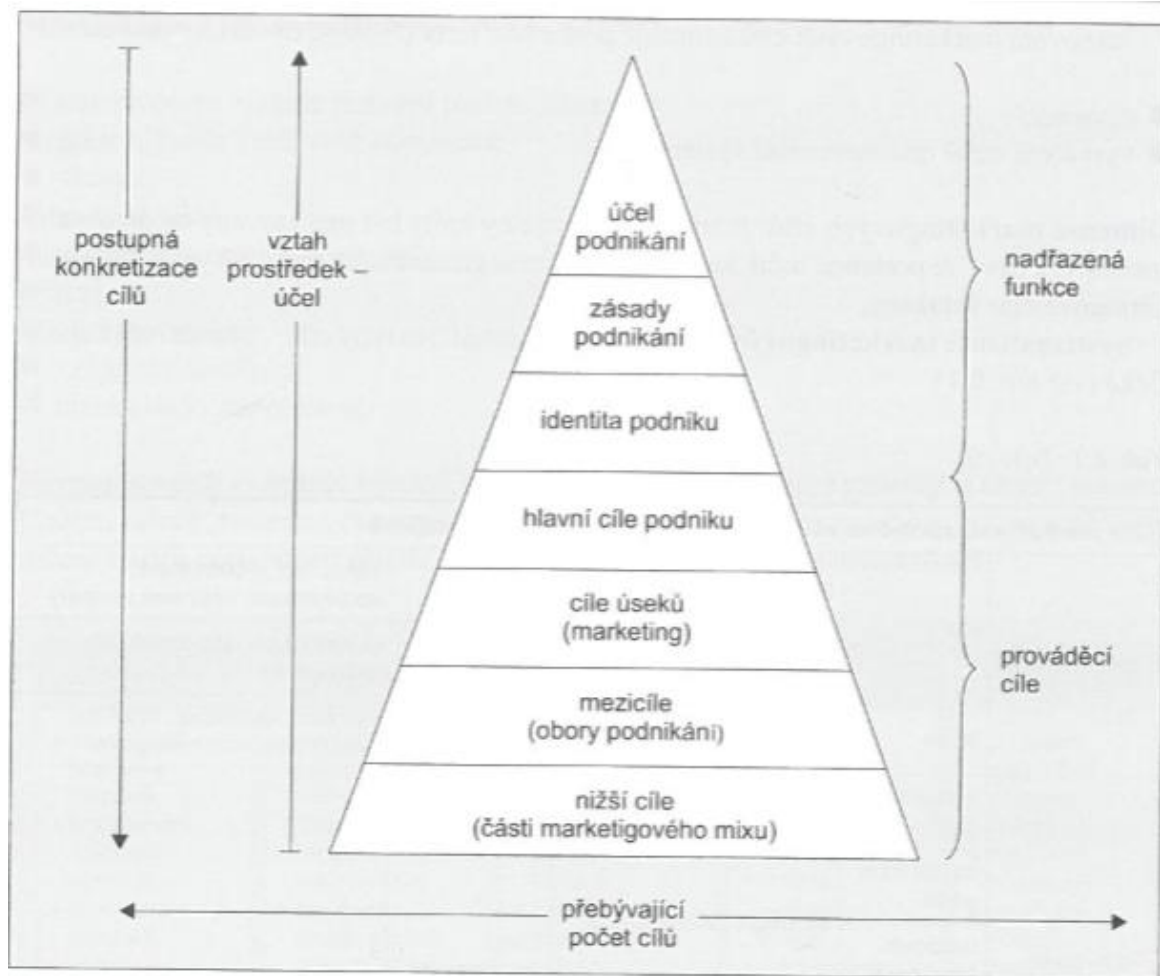 účel
podnikání
zásady
podnikání
identita podniku
hlavní cíle podniku
cíle úseků
(marketing)
mezicíle
(obory podnikání)
nižší cíle
(části marketigového mixu)
postupná
konkretizace
cílů
vztah
prostředek –
účel
nadřazená
funkce
prováděcí
cíle
přebývající
počet cílů